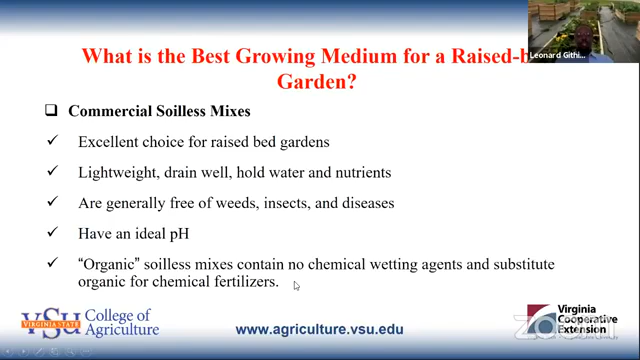 What is the Best Growing Medium for a Raised-b
Garden?
Leonard Githi...
Commercial Soilless Mixes
Excellent choice for raised bed gardens
Lightweight, drain well, hold water and nutrients
Are generally free of weeds, insects, and diseases
Have an ideal pH
“Organic” soilless mixes contain no chemical wetting agents and substitute
organic for chemical fertilizers.
VSU
VIRGINIA STATE
College of
Agriculture
www.agriculture.vsu.edu
Virginia
Cooperative
Extension